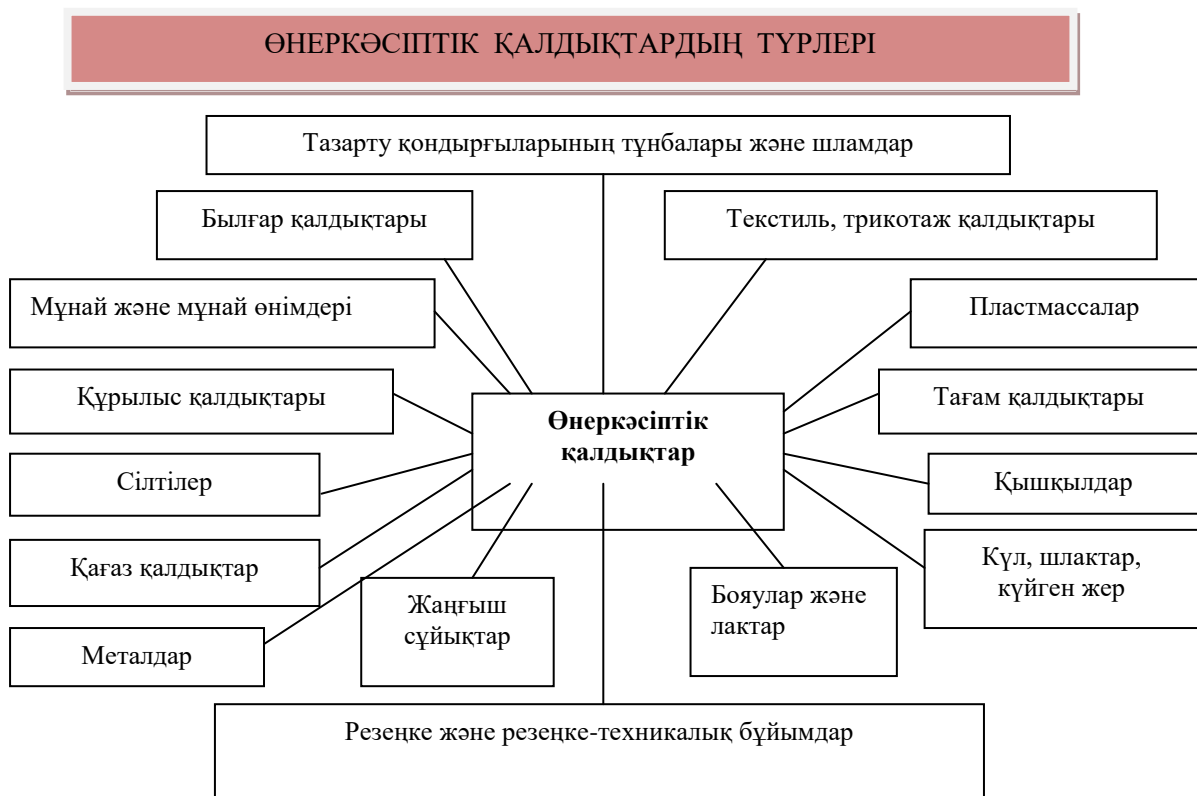 ӨНЕРКӘСІПТІК ҚАЛДЫҚТАРДЫҢ ТҮРЛЕРІ
Тазарту қондырғыларының тұнбалары және шламдар
Былғар қалдықтары
Текстиль, трикотаж қалдықтары
Мұнай және мұнай өнімдері
Пластмассалар
Құрылыс қалдықтары
Өнеркәсіптік
қалдықтар
Тағам қалдықтары
Сілтілер
Қышқылдар
Қағаз қалдықтар
Жаңғыш
сұйықтар
Бояулар және
лактар
Күл, шлактар,
күйген жер
Металдар
Резеңке және резеңке-техникалық бұйымдар